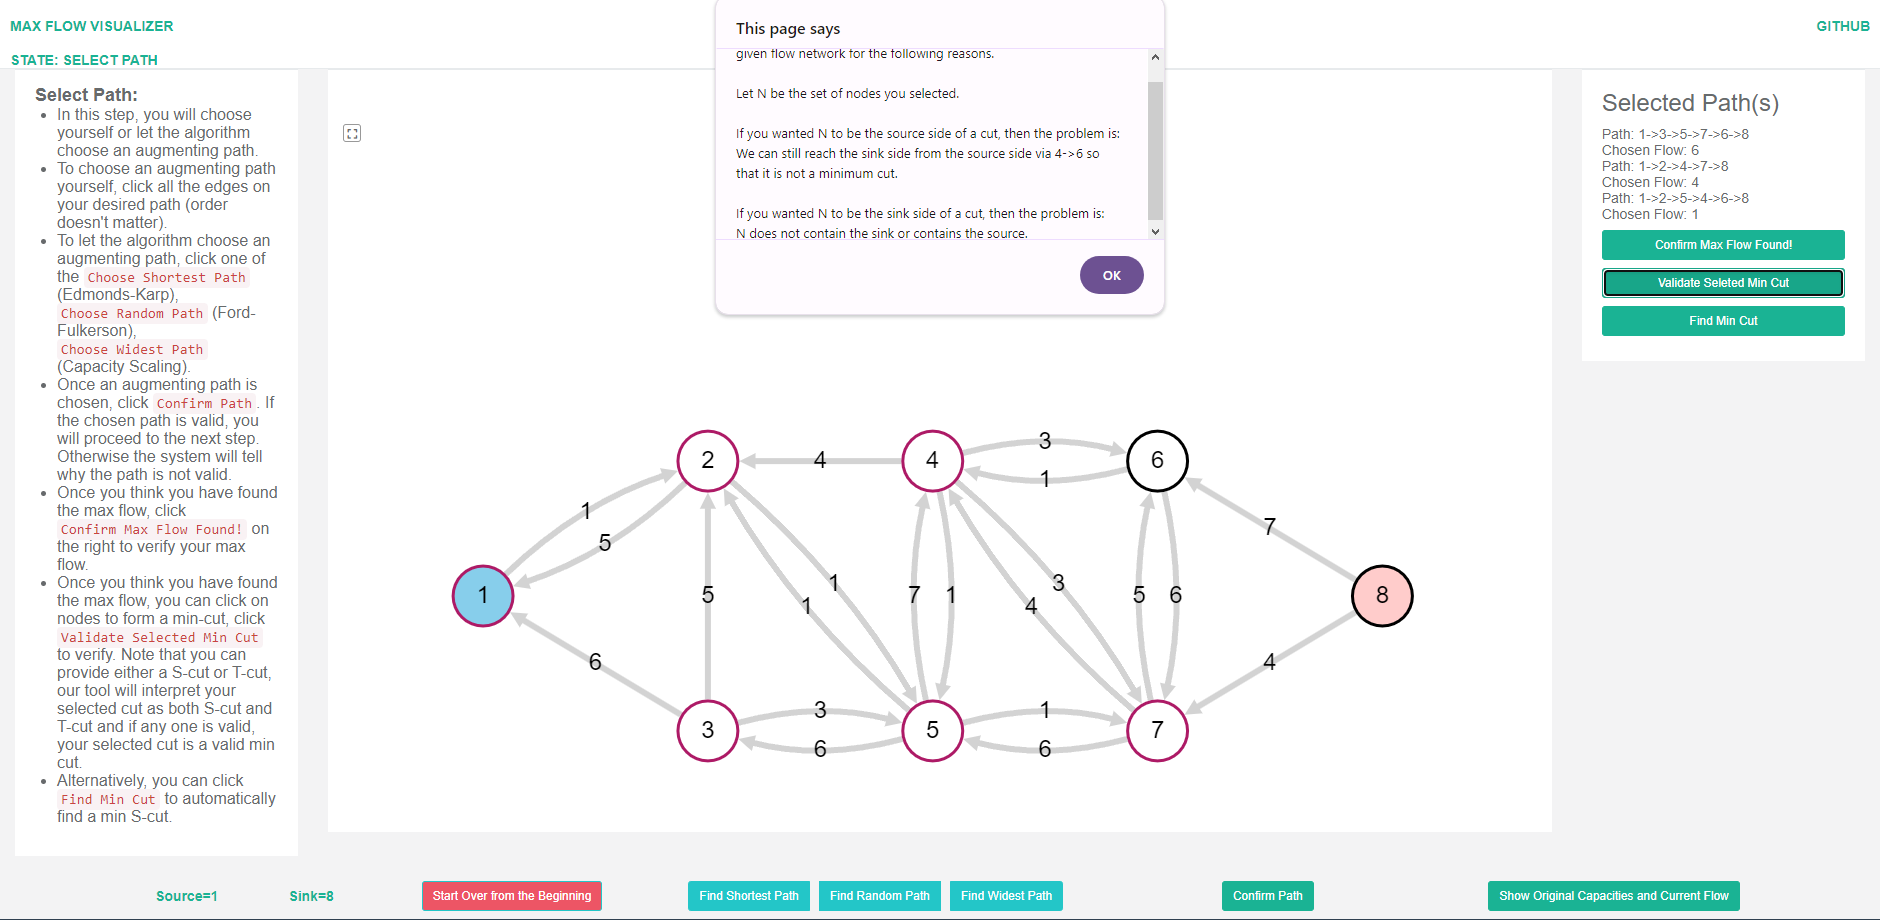 MAX FLOW VISUALIZER
GITHUB
STATE: SELECT PATH
This page says
given flow network for the following reasons.
Let N be the set of nodes you selected.
If you wanted N to be the source side of a cut, then the problem is:
We can still reach the sink side from the source side via 4->6 so
that it is not a minimum cut.
If you wanted N to be the sink side of a cut, then the problem is:
N does not contain the sink or contains the source.
OK
Select Path:
In this step, you will choose
yourself or let the algorithm
choose an augmenting path.
To choose an augmenting path
yourself, click all the edges on
your desired path (order
doesn't matter).
To let the algorithm choose an
augmenting path, click one of
the Choose Shortest Path
(Edmonds-Karp),
Choose Random Path (Ford-
Fulkerson),
Choose Widest Path
(Capacity Scaling).
Once an augmenting path is
chosen, click Confirm Path. If
the chosen path is valid, you
will proceed to the next step.
Otherwise the system will tell
why the path is not valid.
Once you think you have found
the max flow, click
Confirm Max Flow Found! on
the right to verify your max
flow.
Once you think you have found
the max flow, you can click on
nodes to form a min-cut, click
Validate Selected Min Cut
to verify. Note that you can
provide either a S-cut or T-cut,
our tool will interpret your
selected cut as both S-cut and
T-cut and if any one is valid,
your selected cut is a valid min
cut.
Alternatively, you can click
Find Min Cut to automatically
find a min S-cut.
2
4
4
3
6
1
1
5
7
1
5
1
1
7
1
3
4
5
6
8
6
4
3
3
6
5
1
6
7
Selected Path(s)
Path: 1->3->5->7->6->8
Chosen Flow: 6
Path: 1->2->4->7->8
Chosen Flow: 4
Path: 1->2->5->4->6->8
Chosen Flow: 1
Confirm Max Flow Found!
Validate Seleted Min Cut
Find Min Cut
Source=1
Sink=8
Start Over from the Beginning
Find Shortest Path
Find Random Path
Find Widest Path
Confirm Path
Show Original Capacities and Current Flow